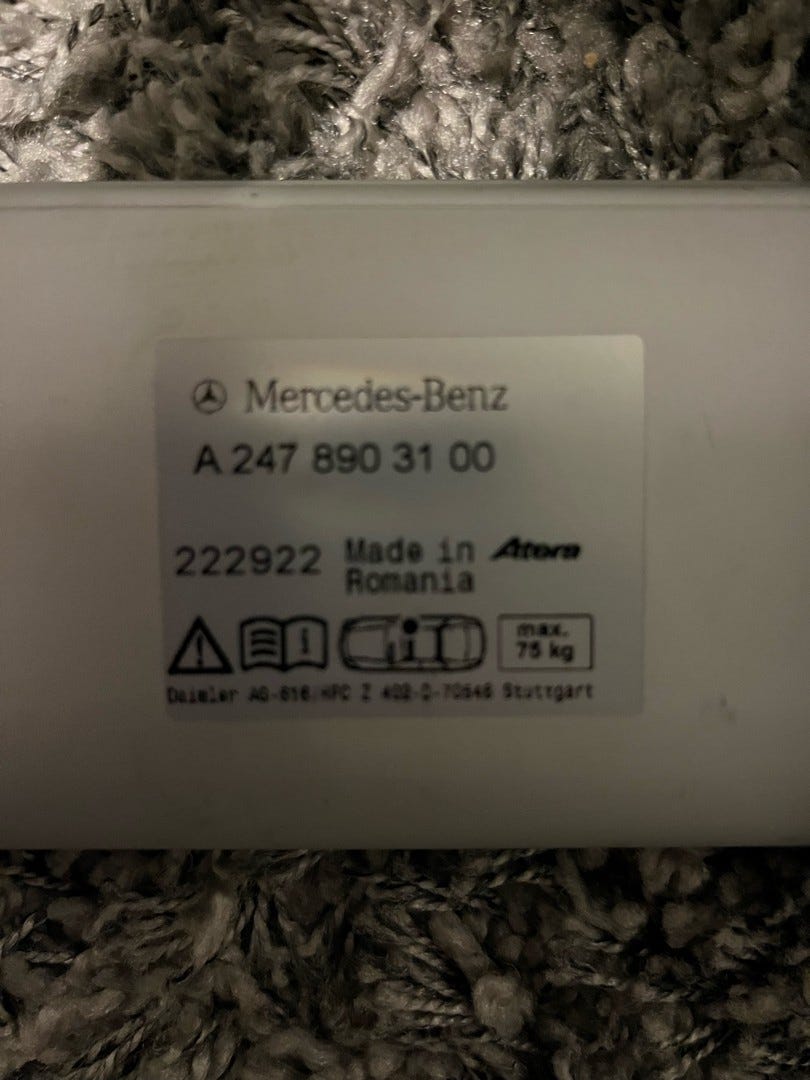 Mercedes-Benz
A 247 890 31 00
222922 Made in Atera
Romania
max.
75 kg
Daimler AG-616/HPC Z 402-D-70546 Stuttgart